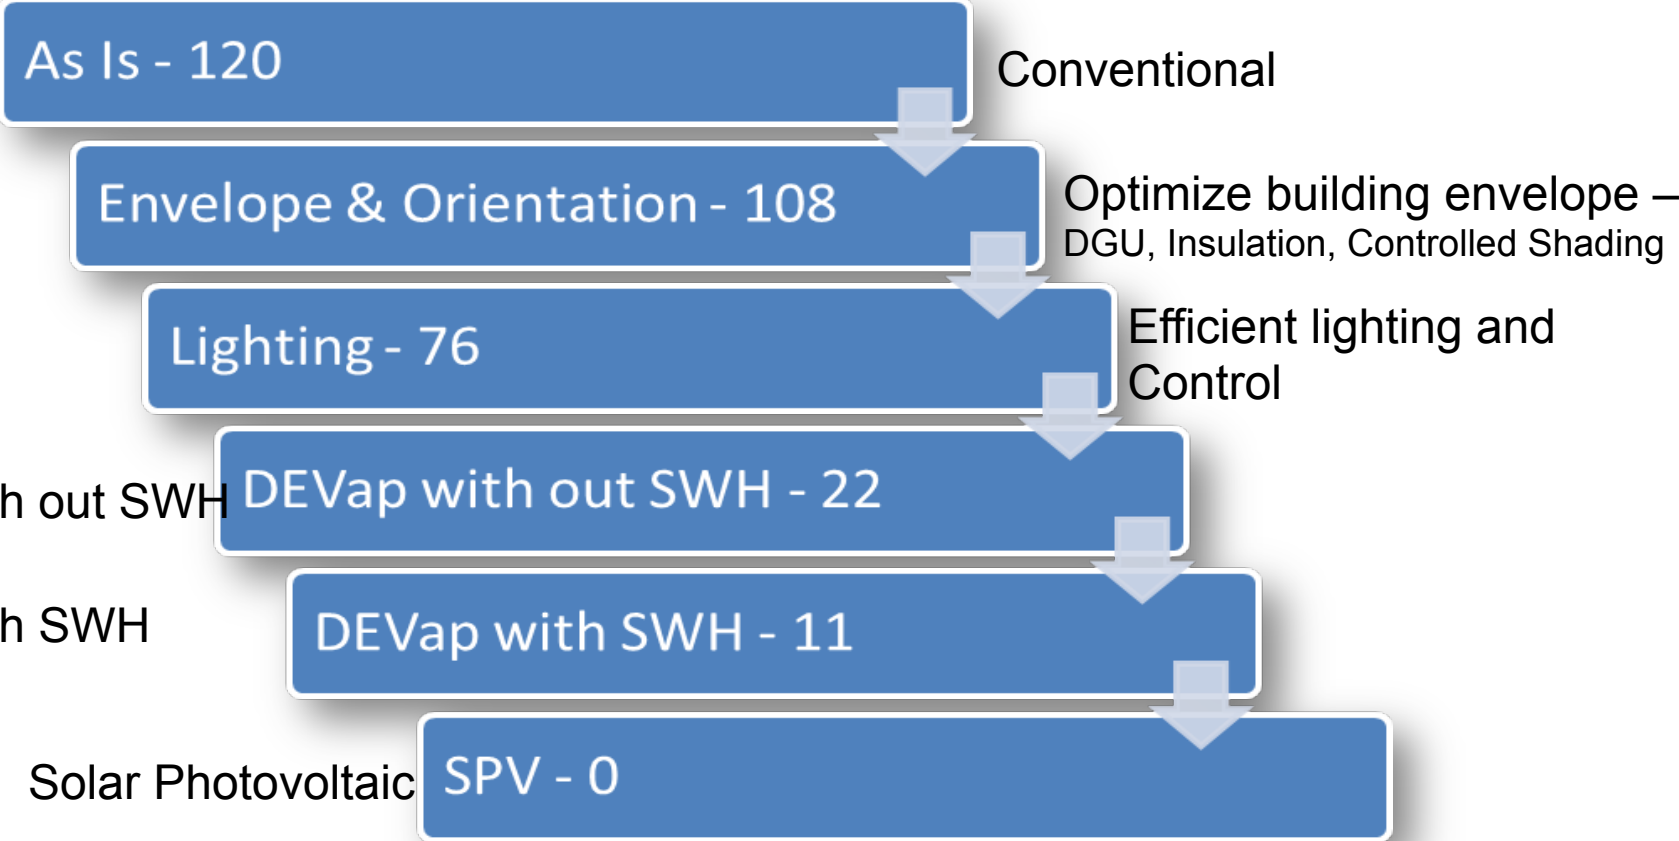 As Is - 120
Conventional
Envelope & Orientation - 108
Optimize building envelope –
DGU, Insulation, Controlled Shading
Lighting - 76
Efficient lighting and
Control
h out SWH
DEVap with out SWH - 22
h SWH
DEVap with SWH - 11
Solar Photovoltaic
SPV - 0